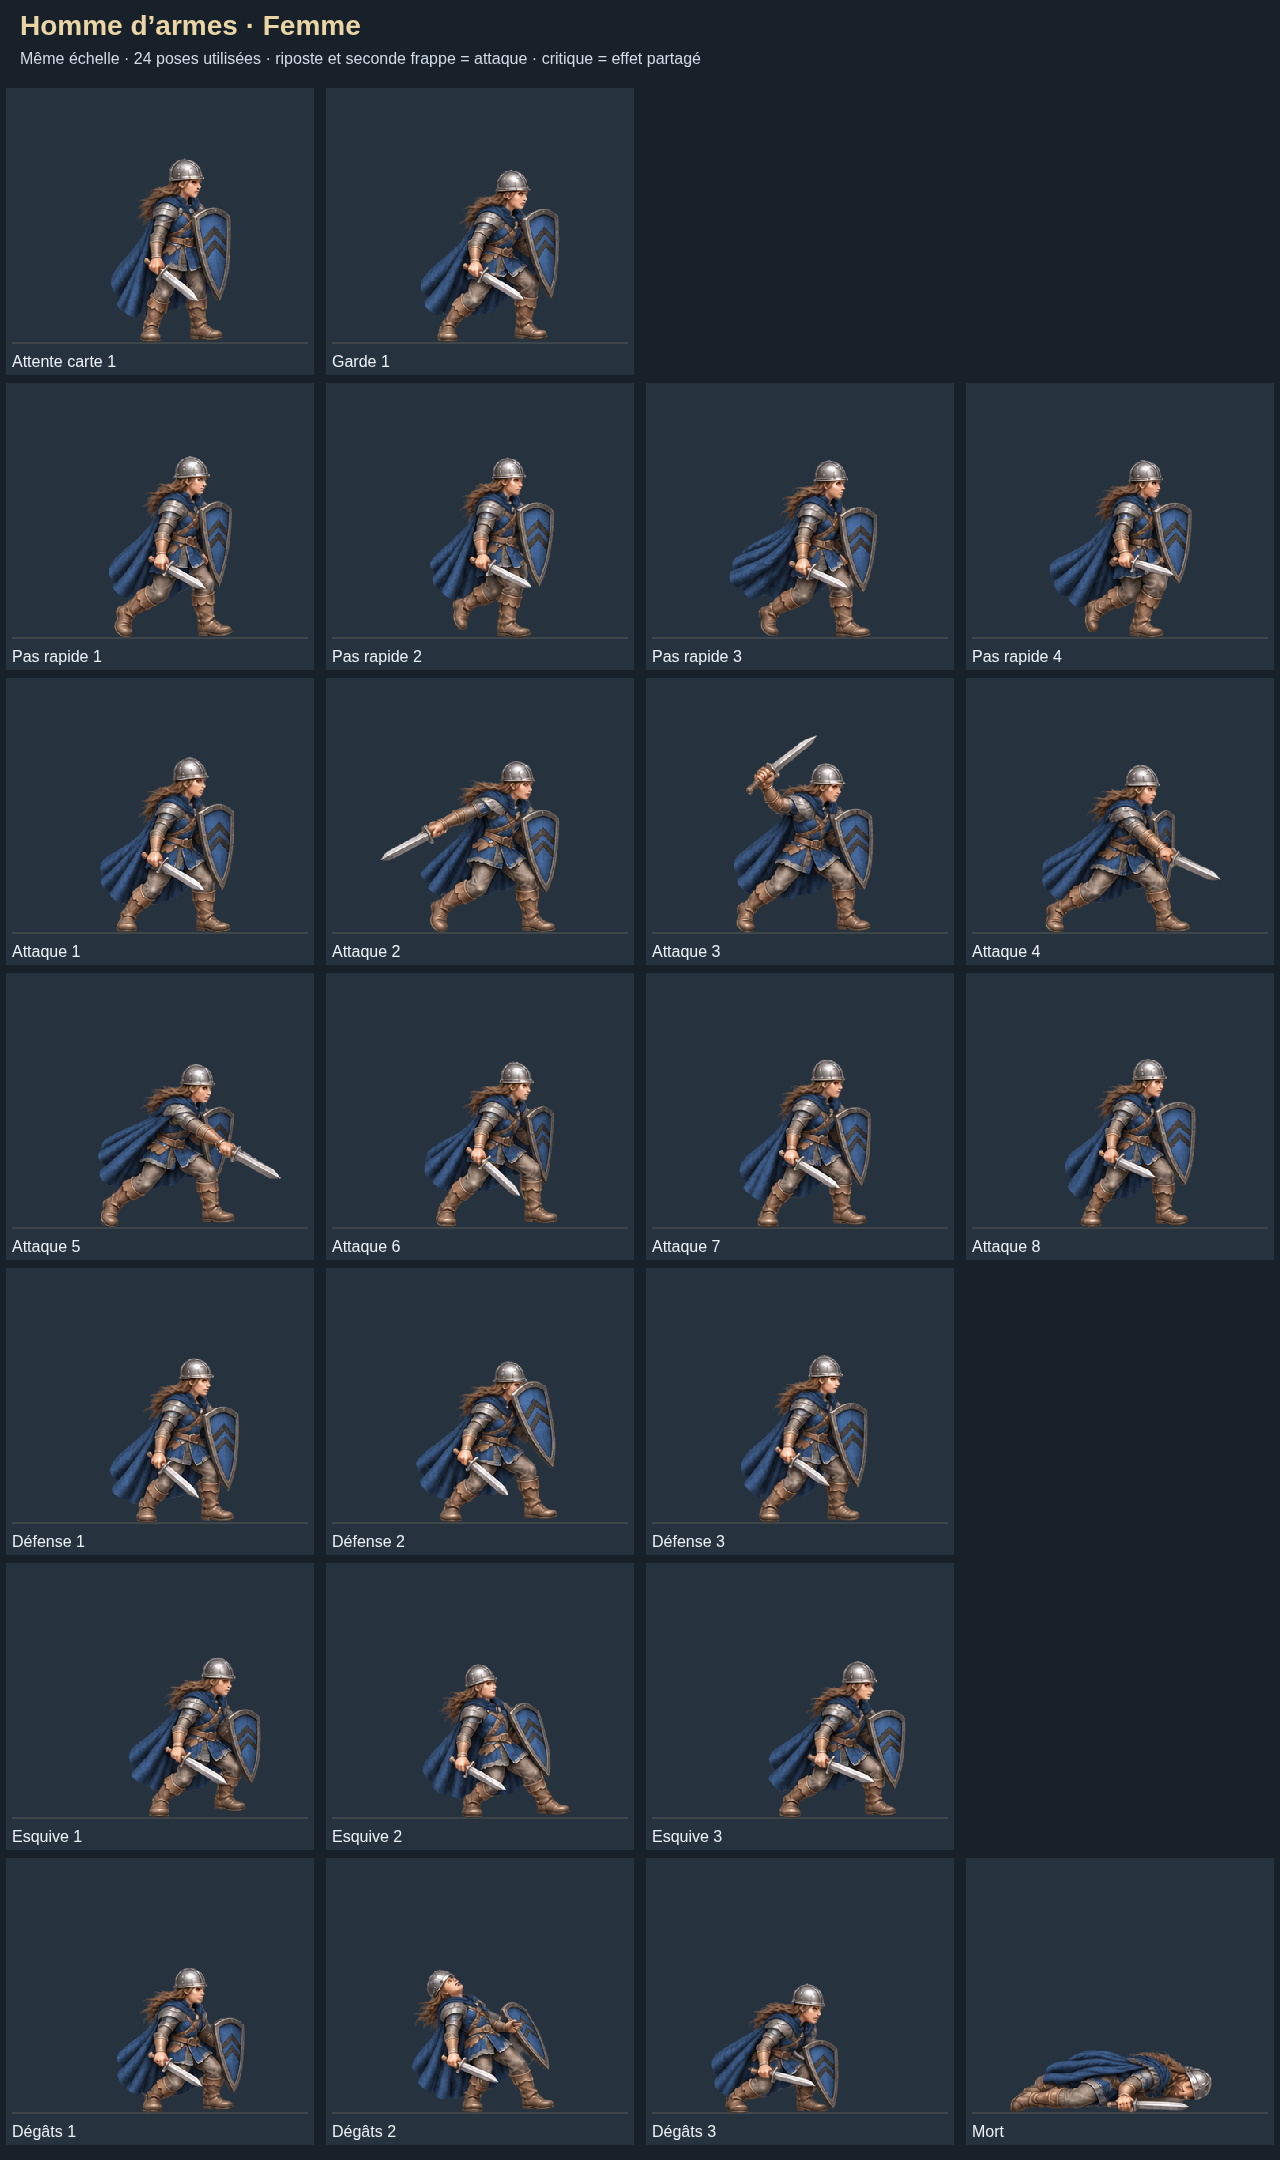 Homme d’armes · Femme
Même échelle · 24 poses utilisées · riposte et seconde frappe = attaque · critique = effet partagé
Attente carte 1
Garde 1
Pas rapide 1
Pas rapide 2
Pas rapide 3
Pas rapide 4
Attaque 1
Attaque 2
Attaque 3
Attaque 4
Attaque 5
Attaque 6
Attaque 7
Attaque 8
Défense 1
Défense 2
Défense 3
Esquive 1
Esquive 2
Esquive 3
Dégâts 1
Dégâts 2
Dégâts 3
Mort